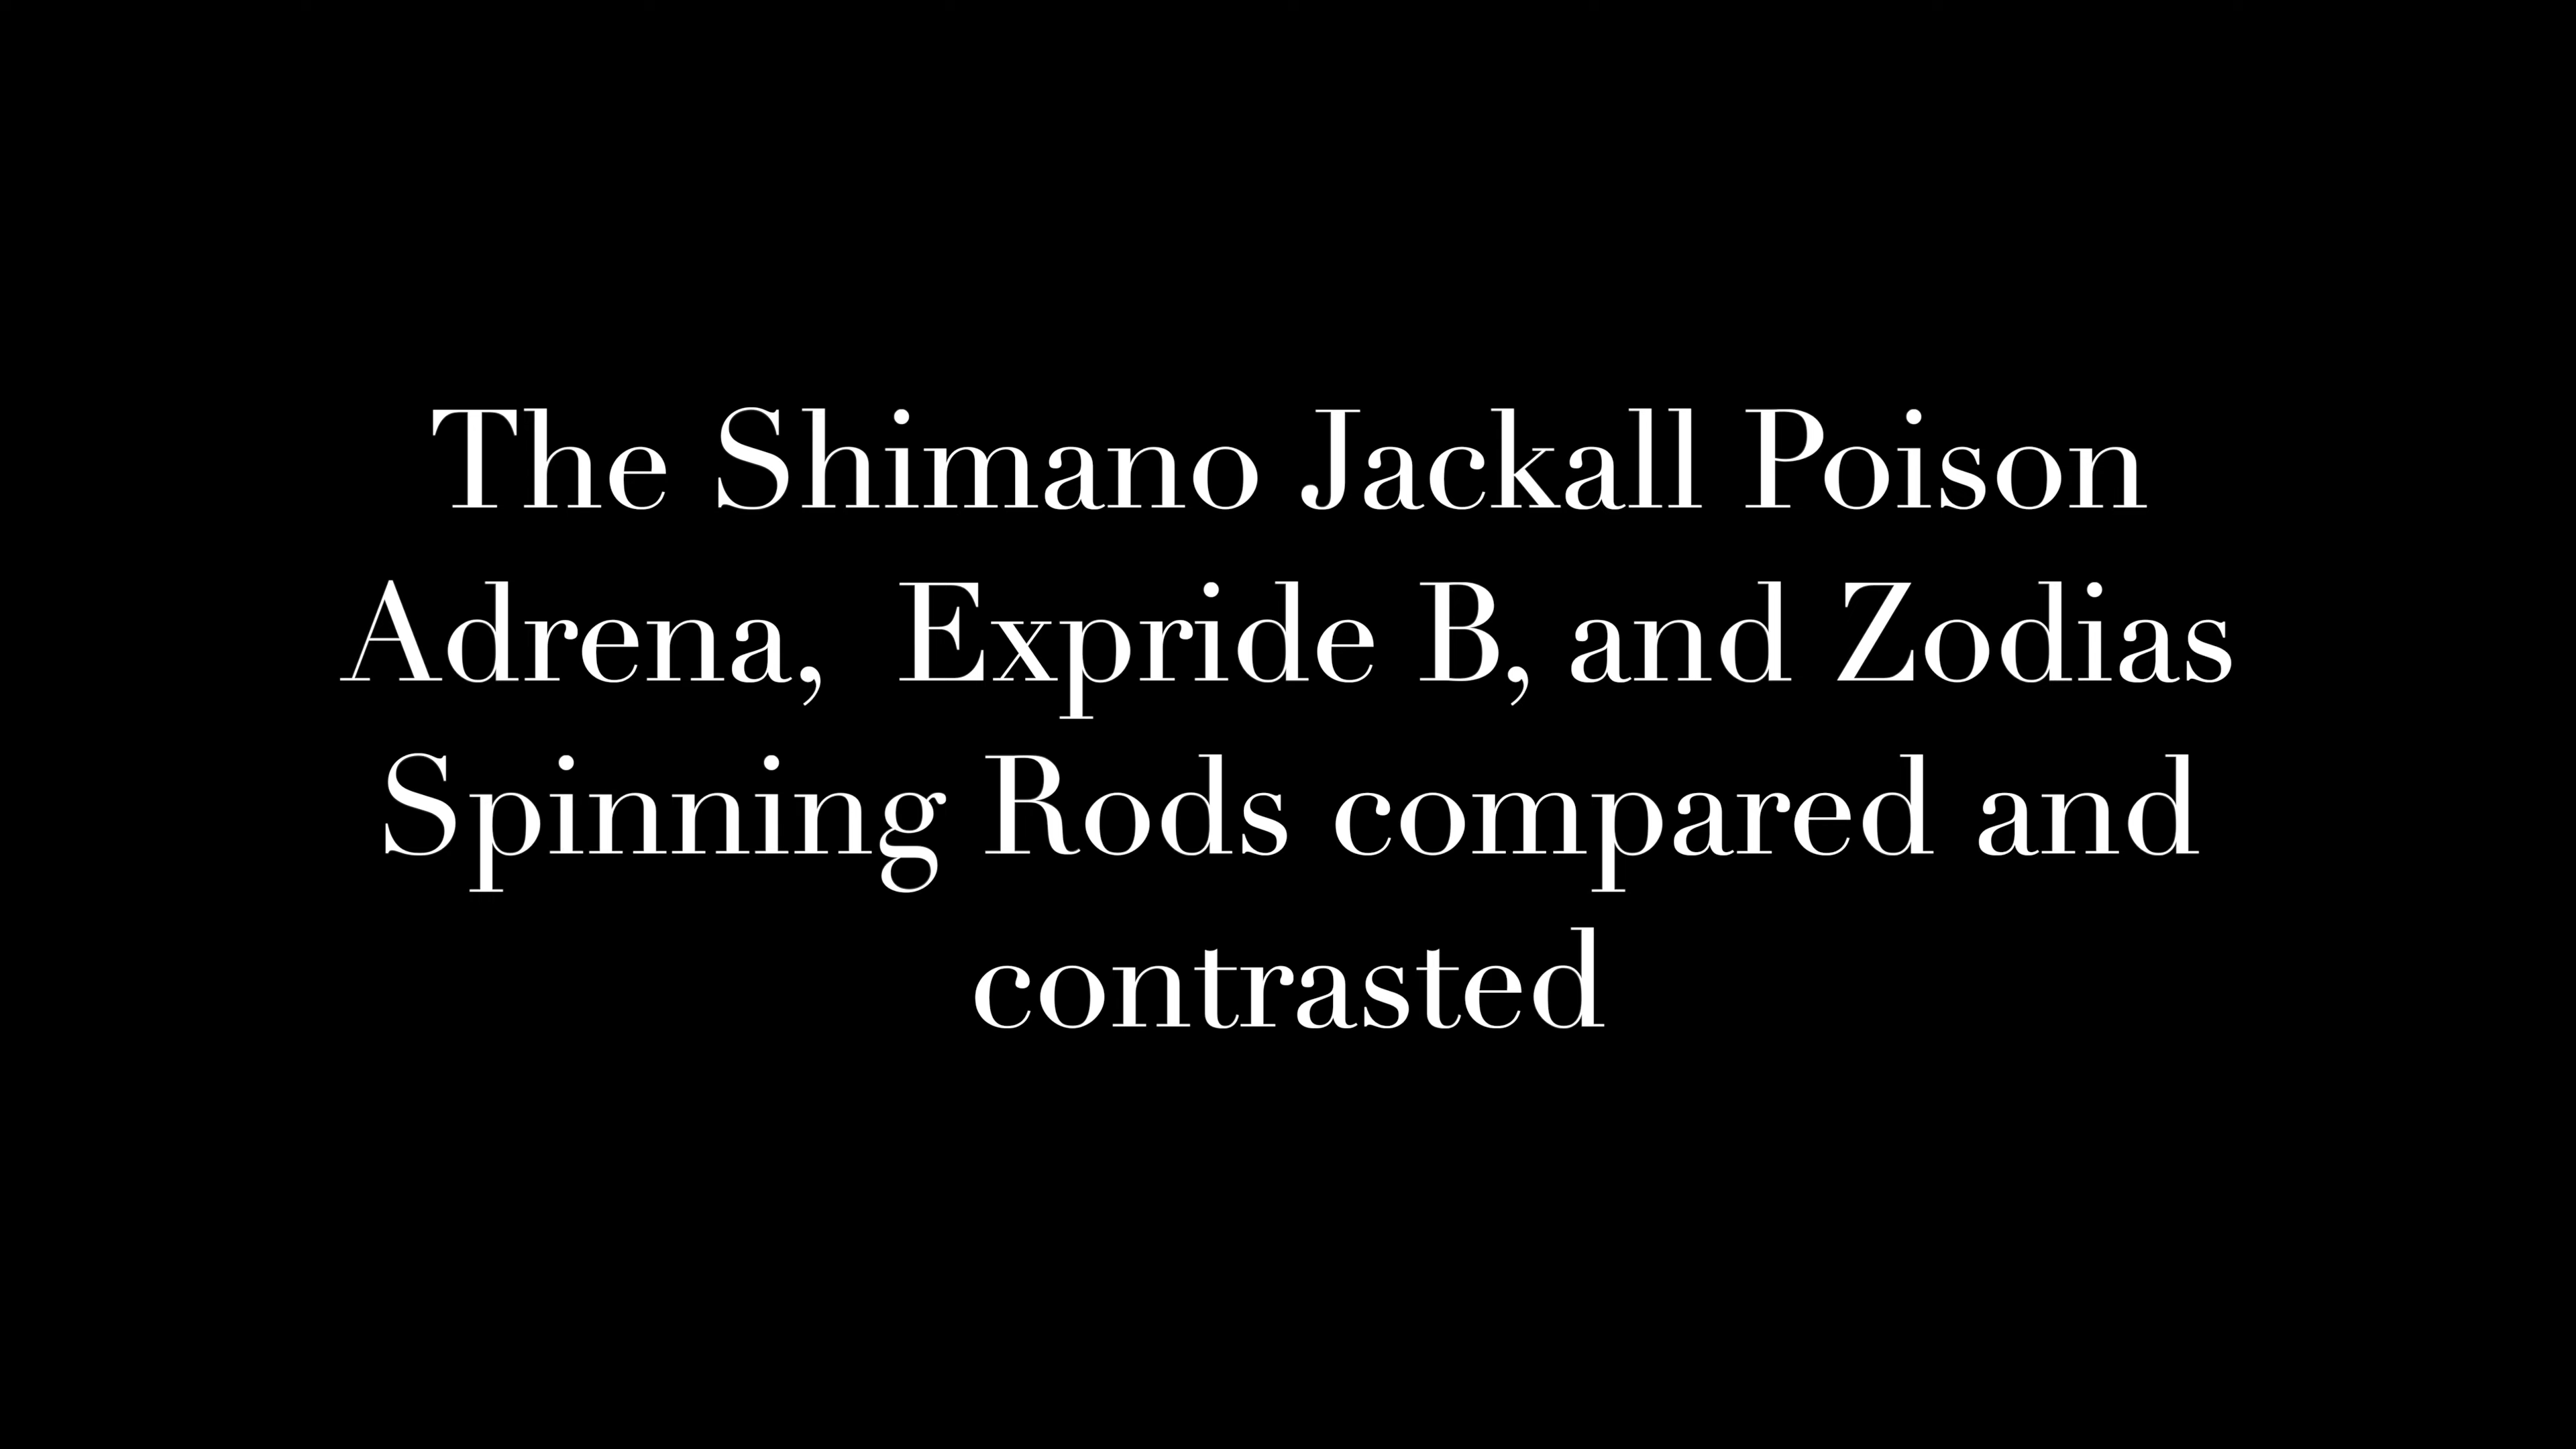 The Shimano Jackall Poison
Adrena,  Expride B, and Zodias
Spinning Rods compared and
contrasted